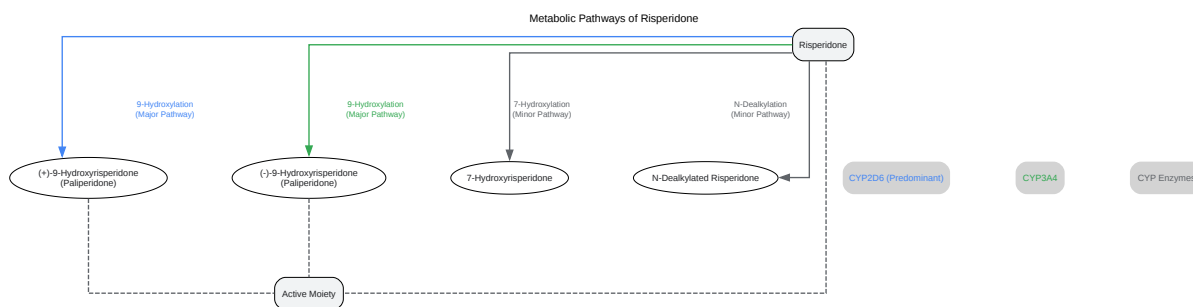 Metabolic Pathways of Risperidone
Risperidone
9-Hydroxylation
(Major Pathway)
9-Hydroxylation
(Major Pathway)
7-Hydroxylation
(Minor Pathway)
N-Dealkylation
(Minor Pathway)
(+)-9-Hydroxyrisperidone
(Paliperidone)
(-)-9-Hydroxyrisperidone
(Paliperidone)
7-Hydroxyrisperidone
N-Dealkylated Risperidone
CYP2D6 (Predominant)
CYP3A4
CYP Enzymes
Active Moiety